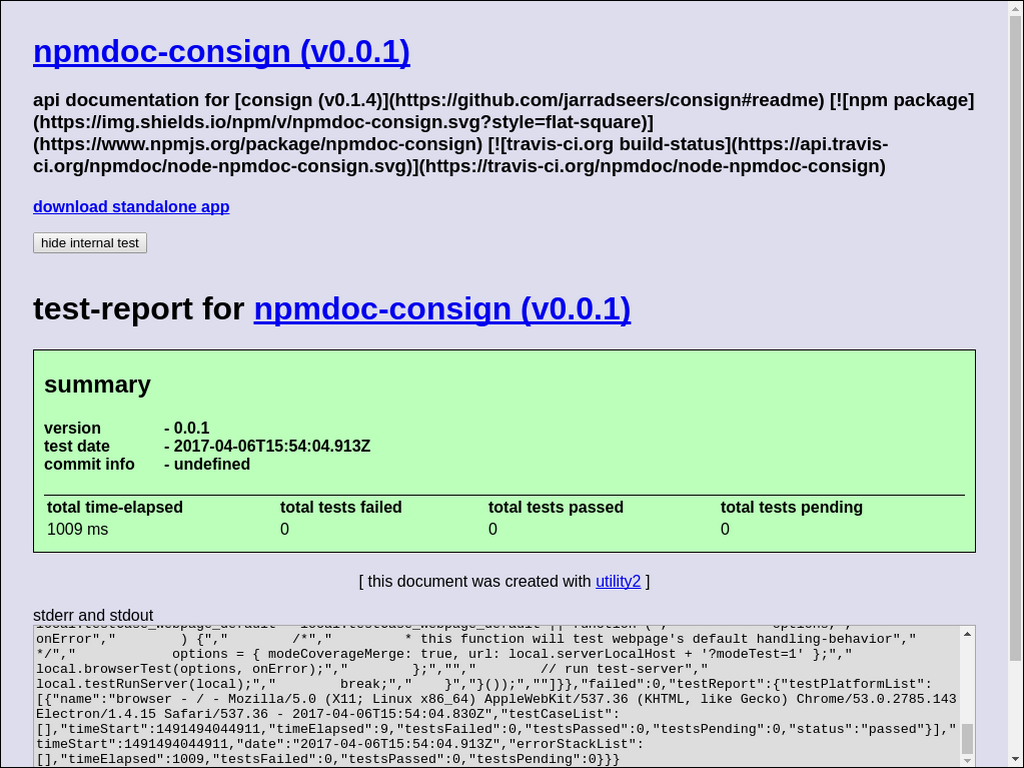 npmdoc-consign (v0.0.1)
api documentation for [consign (v0.1.4)](https://github.com/jarradseers/consign#readme) [![npm package]
(https://img.shields.io/npm/v/npmdoc-consign.svg?style=flat-square)]
(https://www.npmjs.org/package/npmdoc-consign) [![travis-ci.org build-status](https://api.travis-
ci.org/npmdoc/node-npmdoc-consign.svg)](https://travis-ci.org/npmdoc/node-npmdoc-consign)
download standalone app
hide internal test
test-report for npmdoc-consign (v0.0.1)
summary
version - 0.0.1
test date - 2017-04-06T15:54:04.913Z
commit info - undefined
total time-elapsed total tests failed total tests passed total tests pending
1009 ms 0 0 0
[ this document was created with utility2 ]
stderr and stdout
local.testCase_webpage_default = local.testCase_webpage_default || function (","            options,","
onError","        ) {","        /*","         * this function will test webpage's default handling-behavior","
*/","            options = { modeCoverageMerge: true, url: local.serverLocalHost + '?modeTest=1' };","
local.browserTest(options, onError);","        };","","        // run test-server","
local.testRunServer(local);","        break;","    }","}());",""]}},"failed":0,"testReport":{"testPlatformList":
[{"name":"browser - / - Mozilla/5.0 (X11; Linux x86_64) AppleWebKit/537.36 (KHTML, like Gecko) Chrome/53.0.2785.143
Electron/1.4.15 Safari/537.36 - 2017-04-06T15:54:04.830Z","testCaseList":
[],"timeStart":1491494044911,"timeElapsed":9,"testsFailed":0,"testsPassed":0,"testsPending":0,"status":"passed"}],"
timeStart":1491494044911,"date":"2017-04-06T15:54:04.913Z","errorStackList":
[],"timeElapsed":1009,"testsFailed":0,"testsPassed":0,"testsPending":0}}}